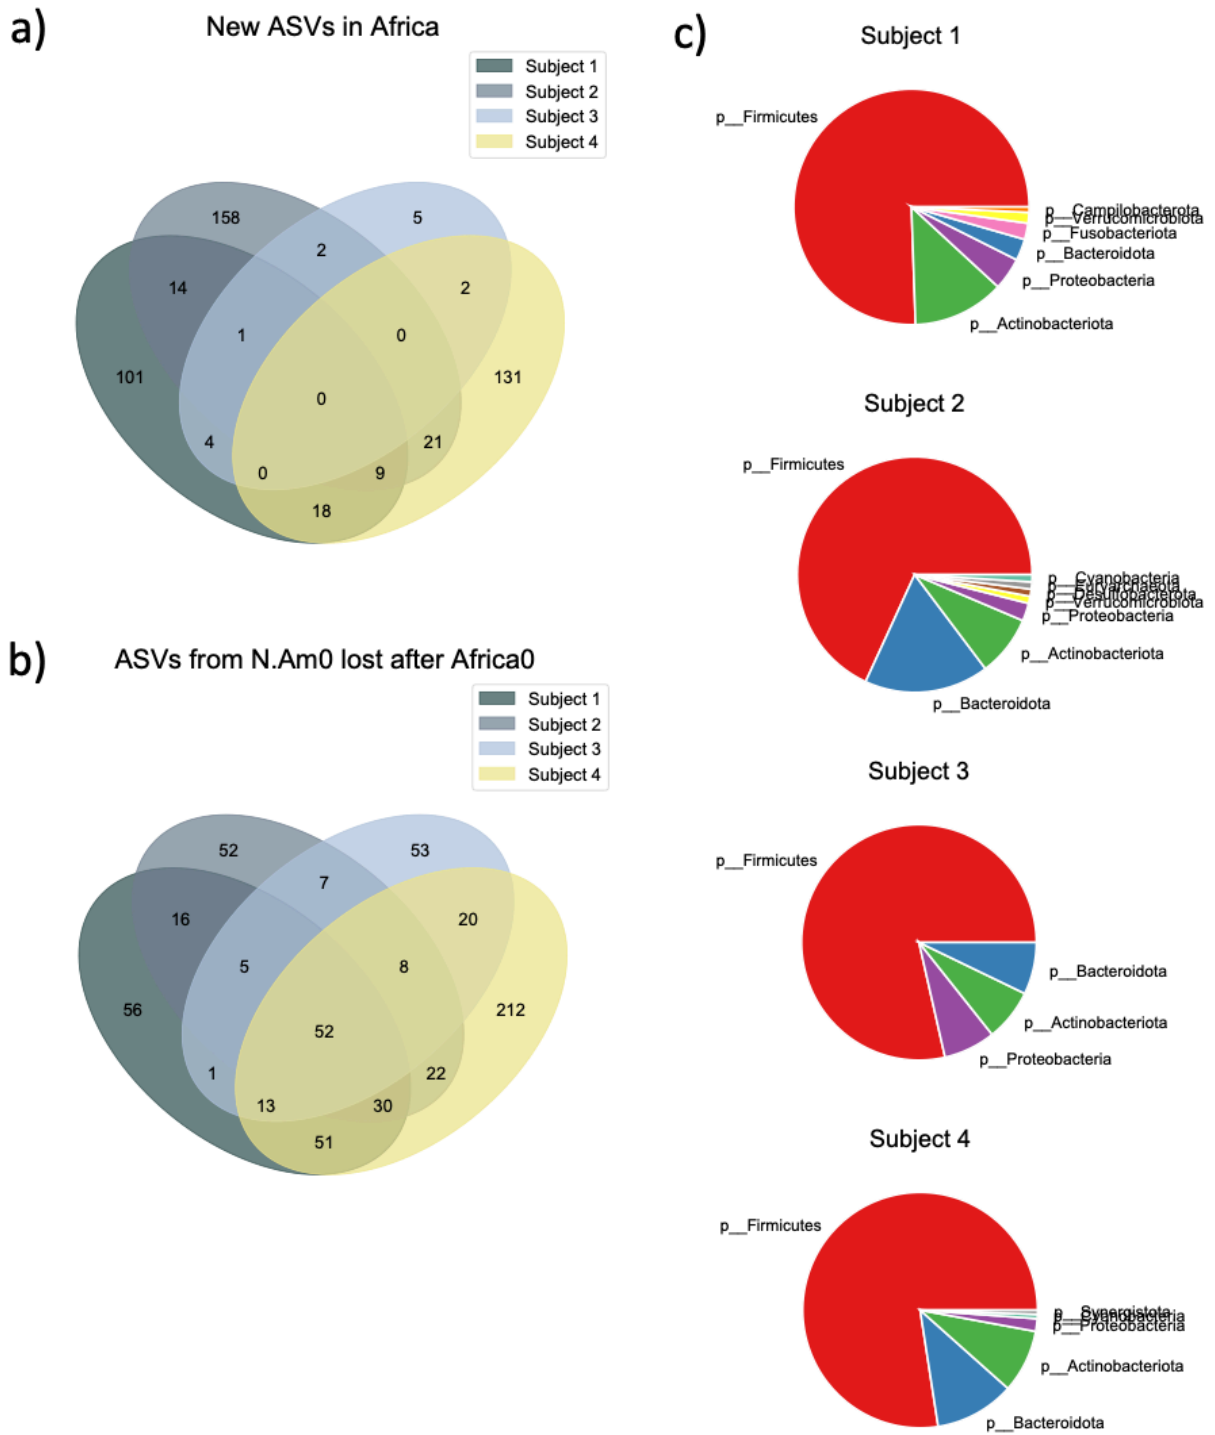 a)
New ASVs in Africa
Subject 1
Subject 2
Subject 3
Subject 4
158
5
2
14
2
1
0
101
131
0
4
21
0
9
18
b)
ASVs from N.Am0 lost after Africa0
Subject 1
Subject 2
Subject 3
Subject 4
52
53
7
16
20
5
8
56
212
52
1
22
13
30
51
c)
Subject 1
p__Firmicutes
p__Campilobacterota
p__Verrucomicrobiota
p__Fusobacteriota
p__Bacteroidota
p__Proteobacteria
p__Actinobacteriota
Subject 2
p__Firmicutes
p__Cyanobacteria
p__Euryarchaeota
p__Desulfobacterota
p__Verrucomicrobiota
p__Proteobacteria
p__Actinobacteriota
p__Bacteroidota
Subject 3
p__Firmicutes
p__Bacteroidota
p__Actinobacteriota
p__Proteobacteria
Subject 4
p__Firmicutes
p__Synergistota
p__Cyanobacteria
p__Proteobacteria
p__Actinobacteriota
p__Bacteroidota